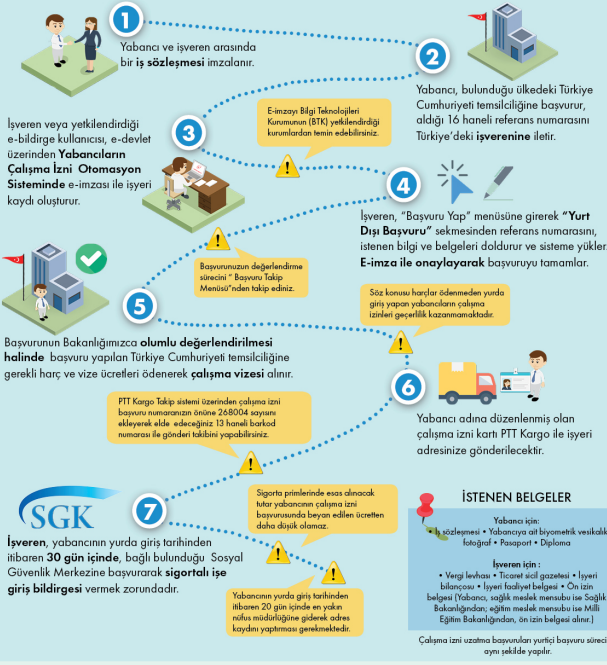 1
Yabancı ve işveren arasında
bir iş sözleşmesi imzalanır.
2
Yabancı, bulunduğu ülkedeki Türkiye
Cumhuriyeti temsilciliğine başvurur,
aldığı 16 haneli referans numarasını
Türkiye'deki işverenine iletir.
3
İşveren veya yetkilendirdiği
e-bildirge kullanıcısı, e-devlet
üzerinden Yabancıların
Çalışma İzni Otomasyon
Sisteminde e-imzası ile işyeri
kaydı oluşturur.
E-imzayı Bilgi Teknolojileri
Kurumunun (BTK) yetkilendirdiği
kurumlardan temin edebilirsiniz.
4
İşveren, "Başvuru Yap" menüsüne girerek "Yurt
Dışı Başvuru" sekmesinden referans numarasını,
istenen bilgi ve belgeleri doldurur ve sisteme yükler.
E-imza ile onaylayarak başvuruyu tamamlar.
Başvurunuzun değerlendirme
sürecini " Başvuru Takip
Menüsü"nden takip ediniz.
5
Başvurunun Bakanlığımızca olumlu değerlendirilmesi
halinde başvuru yapılan Türkiye Cumhuriyeti temsilciliğine
gerekli harç ve vize ücretleri ödenerek çalışma vizesi alınır.
Söz konusu harçlar ödenmeden yurda
giriş yapan yabancıların çalışma
izinleri geçerlilik kazanmamaktadır.
6
Yabancı adına düzenlenmiş olan
çalışma izni kartı PTT Kargo ile işyeri
adresinize gönderilecektir.
PTT Kargo Takip sistemi üzerinden çalışma izni
başvuru numaranızın önüne 268004 sayısını
ekleyerek elde edeceğiniz 13 haneli barkod
numarası ile gönderi takibini yapabilirsiniz.
SGK
7
İşveren, yabancının yurda giriş tarihinden
itibaren 30 gün içinde, bağlı bulunduğu Sosyal
Güvenlik Merkezine başvurarak sigortalı işe
giriş bildirgesi vermek zorundadır.
Sigorta primlerinde esas alınacak
tutar yabancının çalışma izni
başvurusunda beyan edilen ücretten
daha düşük olamaz.
Yabancının yurda giriş tarihinden
itibaren 20 gün içinde en yakın
nüfus müdürlüğüne giderek adres
kaydını yaptırması gerekmektedir.
İSTENEN BELGELER
Yabancı için:
• İş sözleşmesi • Yabancıya ait biyometrik vesikalık
fotoğraf • Pasaport • Diploma
İşveren için :
• Vergi levhası • Ticaret sicil gazetesi • İşyeri
bilançosu • İşyeri faaliyet belgesi • Ön izin
belgesi (Yabancı, sağlık meslek mensubu ise Sağlık
Bakanlığından; eğitim meslek mensubu ise Milli
Eğitim Bakanlığından, ön izin belgesi alınır.)
Çalışma izni uzatma başvuruları yurtiçi başvuru süreci
aynı şekilde yapılır.